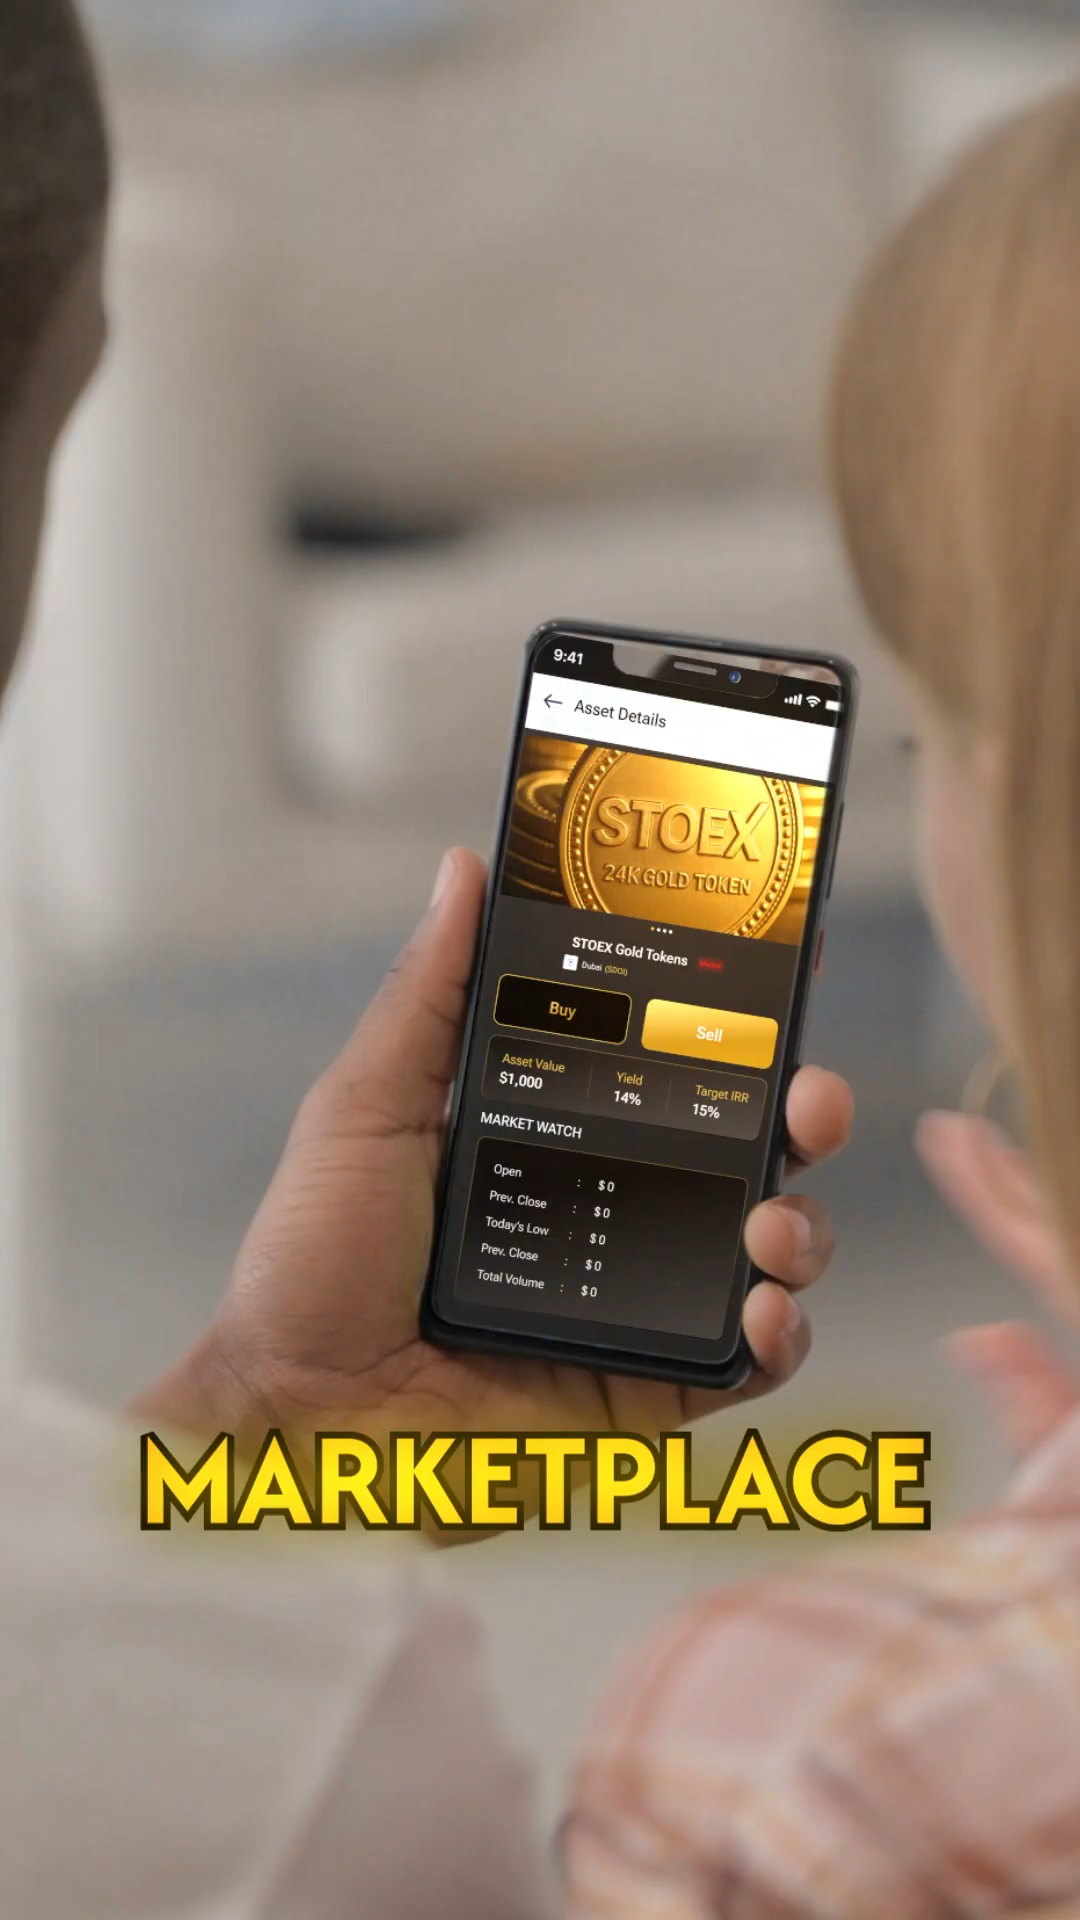 9:41
Asset Details
STOEX
24K GOLD TOKEN
STOEX Gold Tokens
Dubai (SDOI)
Buy
Sell
Asset Value
$1,000
Yield
14%
Target IRR
15%
MARKET WATCH
Open : $ 0
Prev. Close : $ 0
Today's Low : $ 0
Prev. Close : $ 0
Total Volume : $ 0
MARKETPLACE